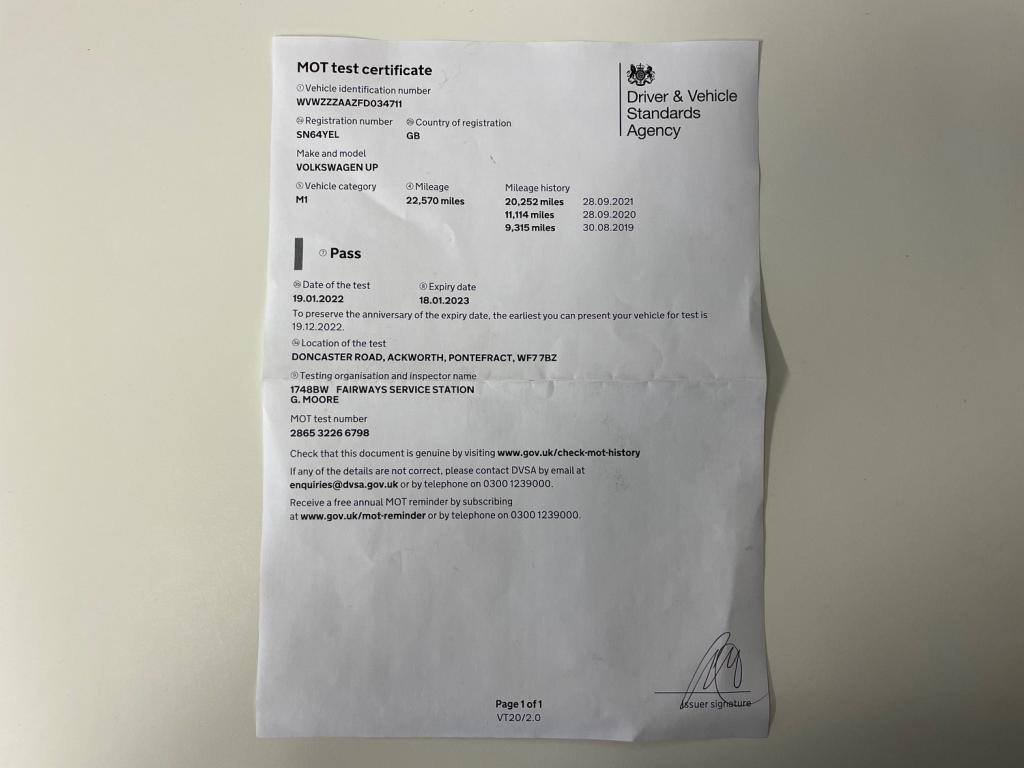 MOT test certificate
① Vehicle identification number
WVWZZZAAZFD034711
Registration number
SN64YEL
Country of registration
GB
Make and model
VOLKSWAGEN UP
⑤ Vehicle category
M1
④ Mileage
22,570 miles
Mileage history
20,252 miles 28.09.2021
11,114 miles 28.09.2020
9,315 miles 30.08.2019
Driver & Vehicle
Standards
Agency
⑦ Pass
Date of the test
19.01.2022
⑧ Expiry date
18.01.2023
To preserve the anniversary of the expiry date, the earliest you can present your vehicle for test is
19.12.2022.
Location of the test
DONCASTER ROAD, ACKWORTH, PONTEFRACT, WF7 7BZ
⑨ Testing organisation and inspector name
1748BW FAIRWAYS SERVICE STATION
G. MOORE
MOT test number
2865 3226 6798
Check that this document is genuine by visiting www.gov.uk/check-mot-history
If any of the details are not correct, please contact DVSA by email at
enquiries@dvsa.gov.uk or by telephone on 0300 1239000.
Receive a free annual MOT reminder by subscribing
at www.gov.uk/mot-reminder or by telephone on 0300 1239000.
Issuer signature
Page 1 of 1
VT20/2.0